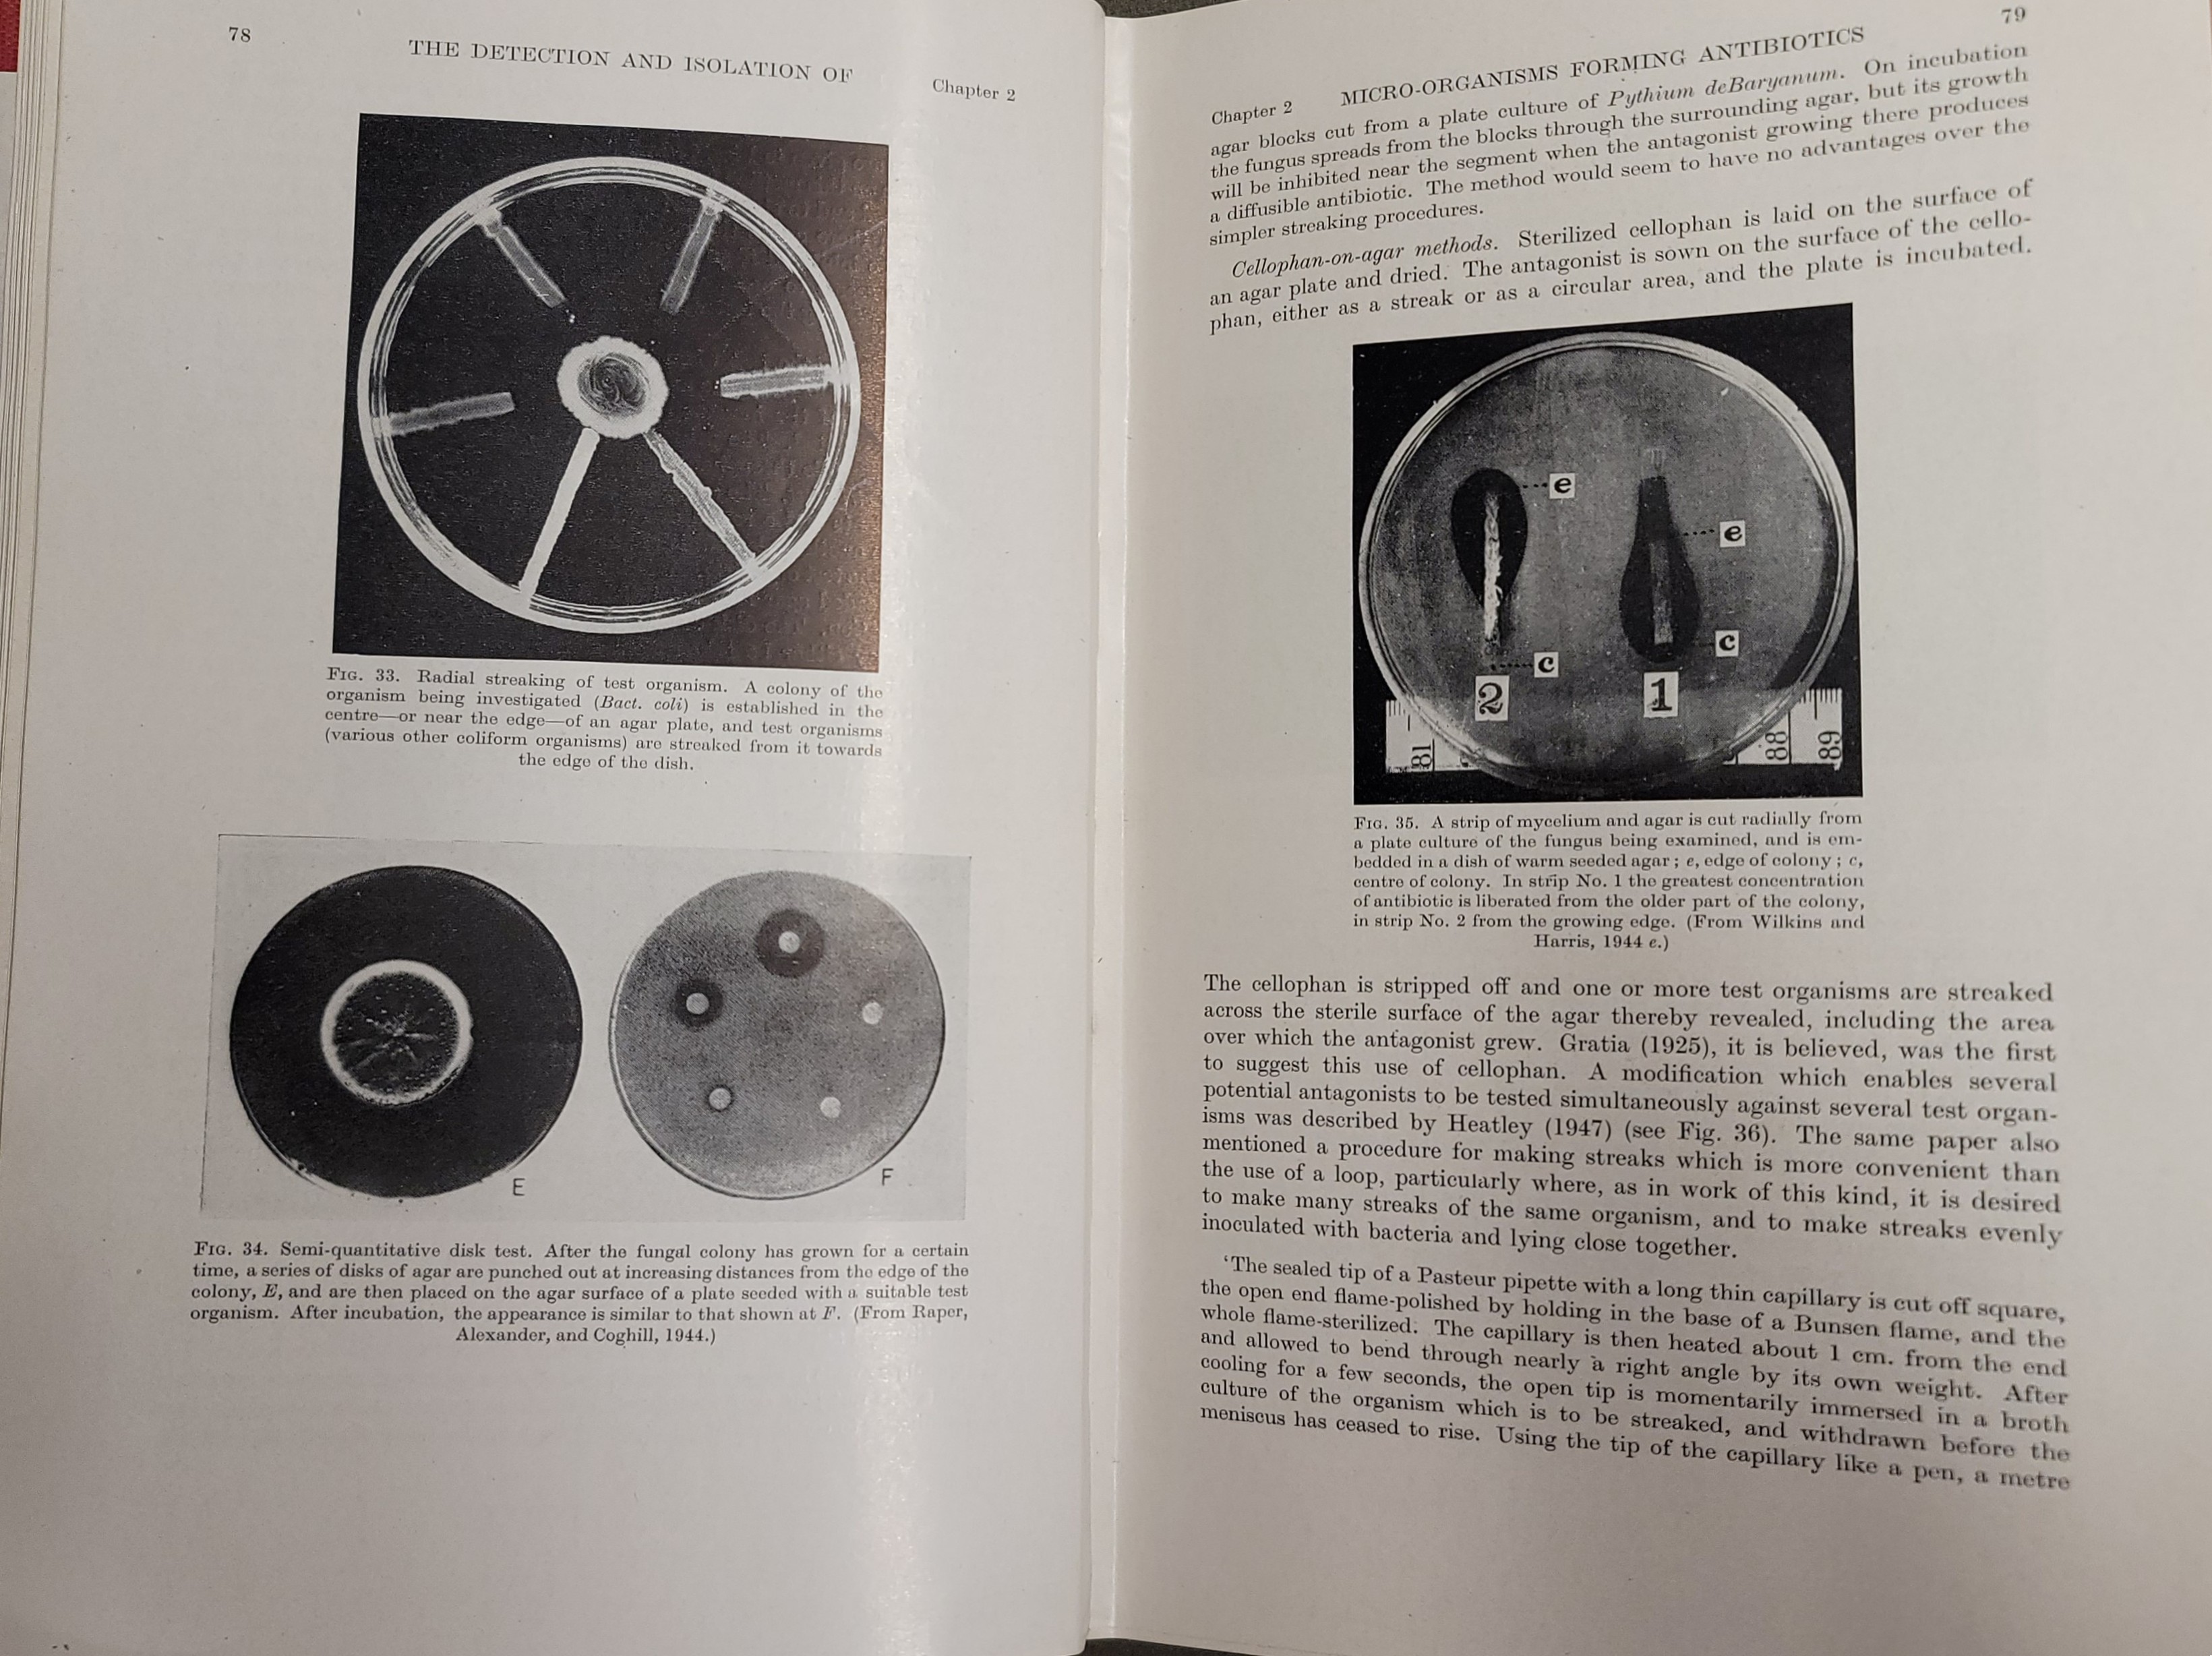 78
THE DETECTION AND ISOLATION OF
Chapter 2
FIG. 33. Radial streaking of test organism. A colony of the
organism being investigated (Bact. coli) is established in the
centre—or near the edge—of an agar plate, and test organisms
(various other coliform organisms) are streaked from it towards
the edge of the dish.
E
F
FIG. 34. Semi-quantitative disk test. After the fungal colony has grown for a certain
time, a series of disks of agar are punched out at increasing distances from the edge of the
colony, E, and are then placed on the agar surface of a plate seeded with a suitable test
organism. After incubation, the appearance is similar to that shown at F. (From Raper,
Alexander, and Coghill, 1944.)
79
Chapter 2
MICRO-ORGANISMS FORMING ANTIBIOTICS
agar blocks cut from a plate culture of Pythium deBaryanum. On incubation
the fungus spreads from the blocks through the surrounding agar, but its growth
will be inhibited near the segment when the antagonist growing there produces
a diffusible antibiotic. The method would seem to have no advantages over the
simpler streaking procedures.
Cellophan-on-agar methods. Sterilized cellophan is laid on the surface of
an agar plate and dried. The antagonist is sown on the surface of the cello-
phan, either as a streak or as a circular area, and the plate is incubated.
e
e
c
c
2
1
81
88
89
FIG. 35. A strip of mycelium and agar is cut radially from
a plate culture of the fungus being examined, and is em-
bedded in a dish of warm seeded agar; e, edge of colony; c,
centre of colony. In strip No. 1 the greatest concentration
of antibiotic is liberated from the older part of the colony,
in strip No. 2 from the growing edge. (From Wilkins and
Harris, 1944 e.)
The cellophan is stripped off and one or more test organisms are streaked
across the sterile surface of the agar thereby revealed, including the area
over which the antagonist grew. Gratia (1925), it is believed, was the first
to suggest this use of cellophan. A modification which enables several
potential antagonists to be tested simultaneously against several test organ-
isms was described by Heatley (1947) (see Fig. 36). The same paper also
mentioned a procedure for making streaks which is more convenient than
the use of a loop, particularly where, as in work of this kind, it is desired
to make many streaks of the same organism, and to make streaks evenly
inoculated with bacteria and lying close together.
‘The sealed tip of a Pasteur pipette with a long thin capillary is cut off square,
the open end flame-polished by holding in the base of a Bunsen flame, and the
whole flame-sterilized. The capillary is then heated about 1 cm. from the end
and allowed to bend through nearly a right angle by its own weight. After
cooling for a few seconds, the open tip is momentarily immersed in a broth
culture of the organism which is to be streaked, and withdrawn before the
meniscus has ceased to rise. Using the tip of the capillary like a pen, a metre